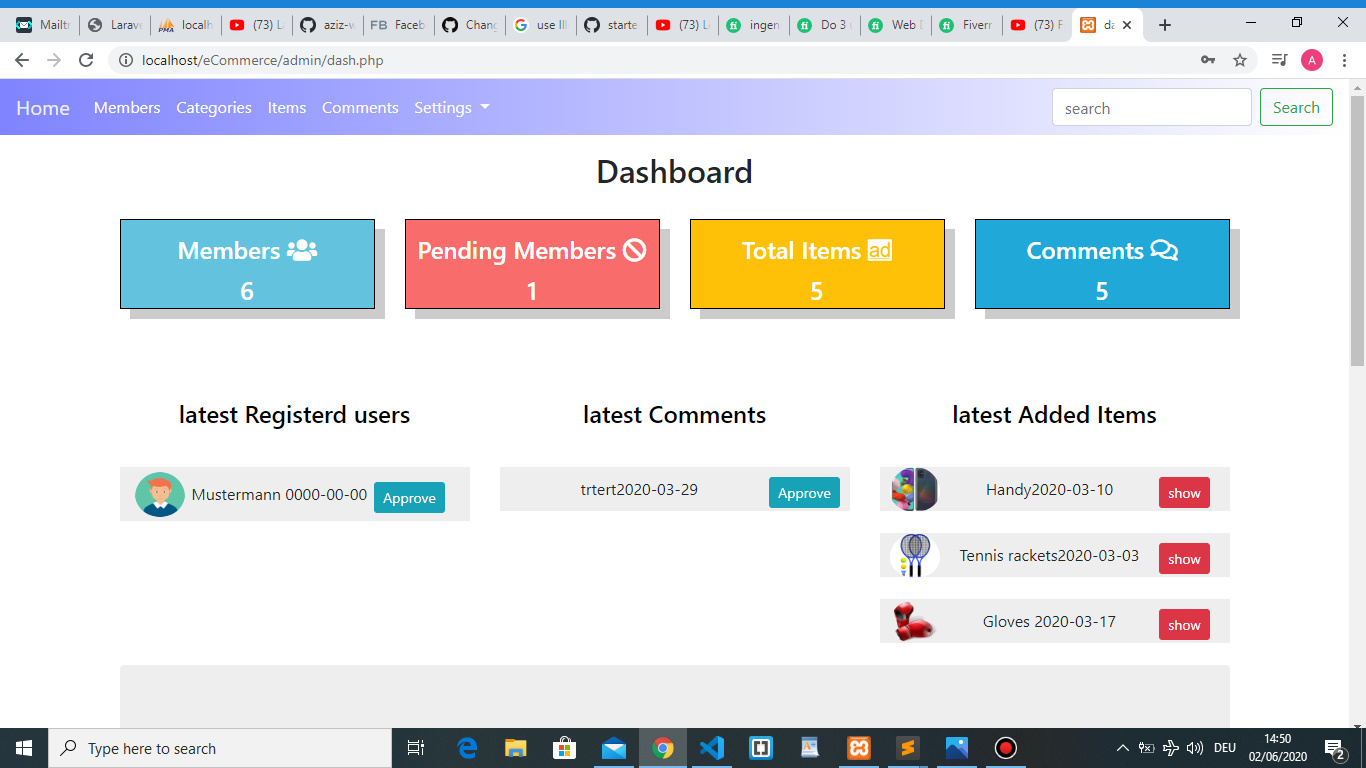 Mailtr
Larave
localh
(73) L
aziz-w
Faceb
Chang
use Ill
starte
(73) L
ingen
Do 3
Web D
Fiverr
(73) F
da
localhost/eCommerce/admin/dash.php
A
Home Members Categories Items Comments Settings search Search
Dashboard
Members
6
Pending Members
1
Total Items ad
5
Comments
5
latest Registerd users
Mustermann 0000-00-00 Approve
latest Comments
trtert2020-03-29 Approve
latest Added Items
Handy2020-03-10 show
Tennis rackets2020-03-03 show
Gloves 2020-03-17 show
Type here to search
DEU
14:50
02/06/2020
2